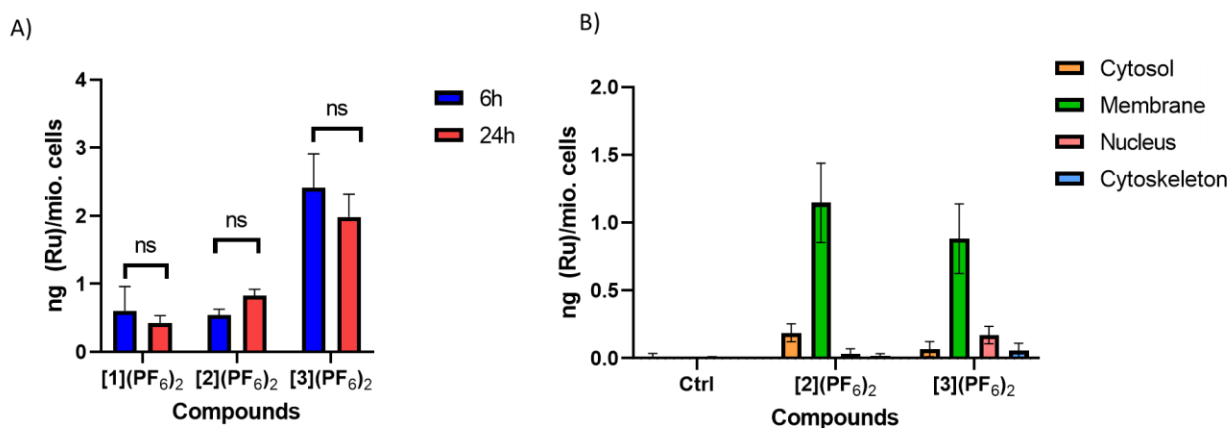 A)
ng (Ru)/mio. cells
4
3
2
1
0
ns
ns
ns
6h
24h
[1](PF6)2 [2](PF6)2 [3](PF6)2
Compounds
B)
ng (Ru)/mio. cells
2.0
1.5
1.0
0.5
0.0
Cytosol
Membrane
Nucleus
Cytoskeleton
Ctrl [2](PF6)2 [3](PF6)2
Compounds